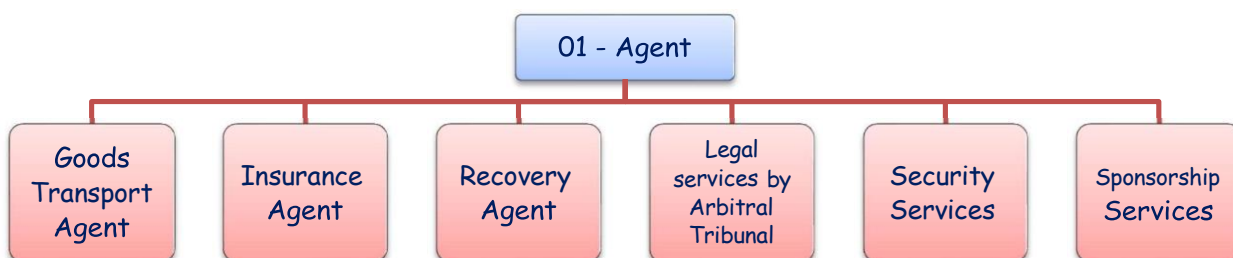 01 - Agent
Goods
Transport
Agent
Insurance
Agent
Recovery
Agent
Legal
services by
Arbitral
Tribunal
Security
Services
Sponsorship
Services